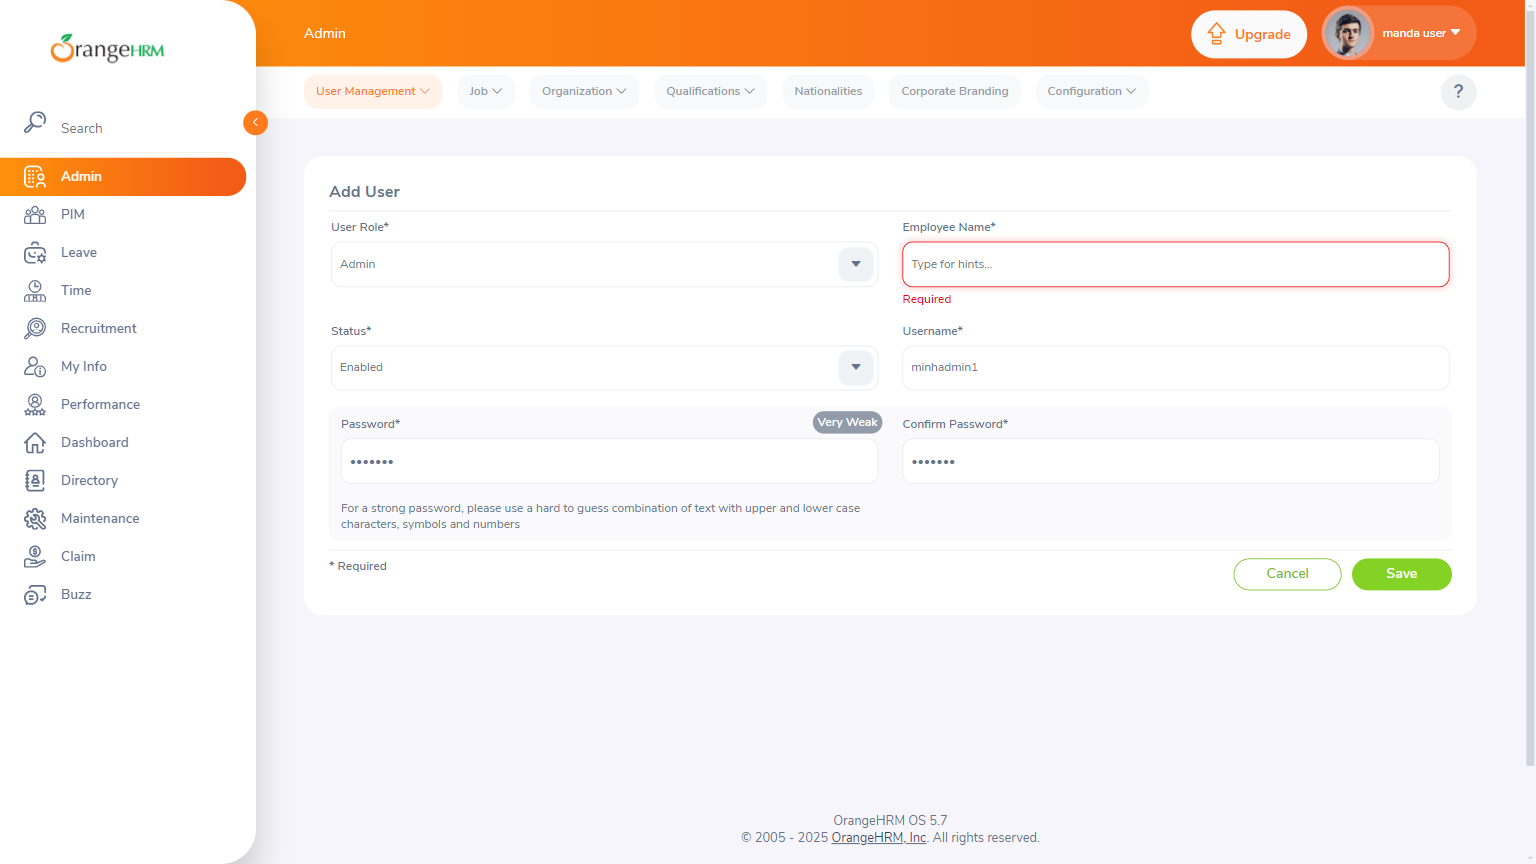 OrangeHRM
Admin
Upgrade
manda user
User Management
Job
Organization
Qualifications
Nationalities
Corporate Branding
Configuration
?
Search
Admin
PIM
Leave
Time
Recruitment
My Info
Performance
Dashboard
Directory
Maintenance
Claim
Buzz
Add User
User Role*
Employee Name*
Admin
Type for hints...
Required
Status*
Username*
Enabled
minhadmin1
Password*
Very Weak
Confirm Password*
•••••••
•••••••
For a strong password, please use a hard to guess combination of text with upper and lower case
characters, symbols and numbers
* Required
Cancel
Save
OrangeHRM OS 5.7
© 2005 - 2025 OrangeHRM, Inc. All rights reserved.